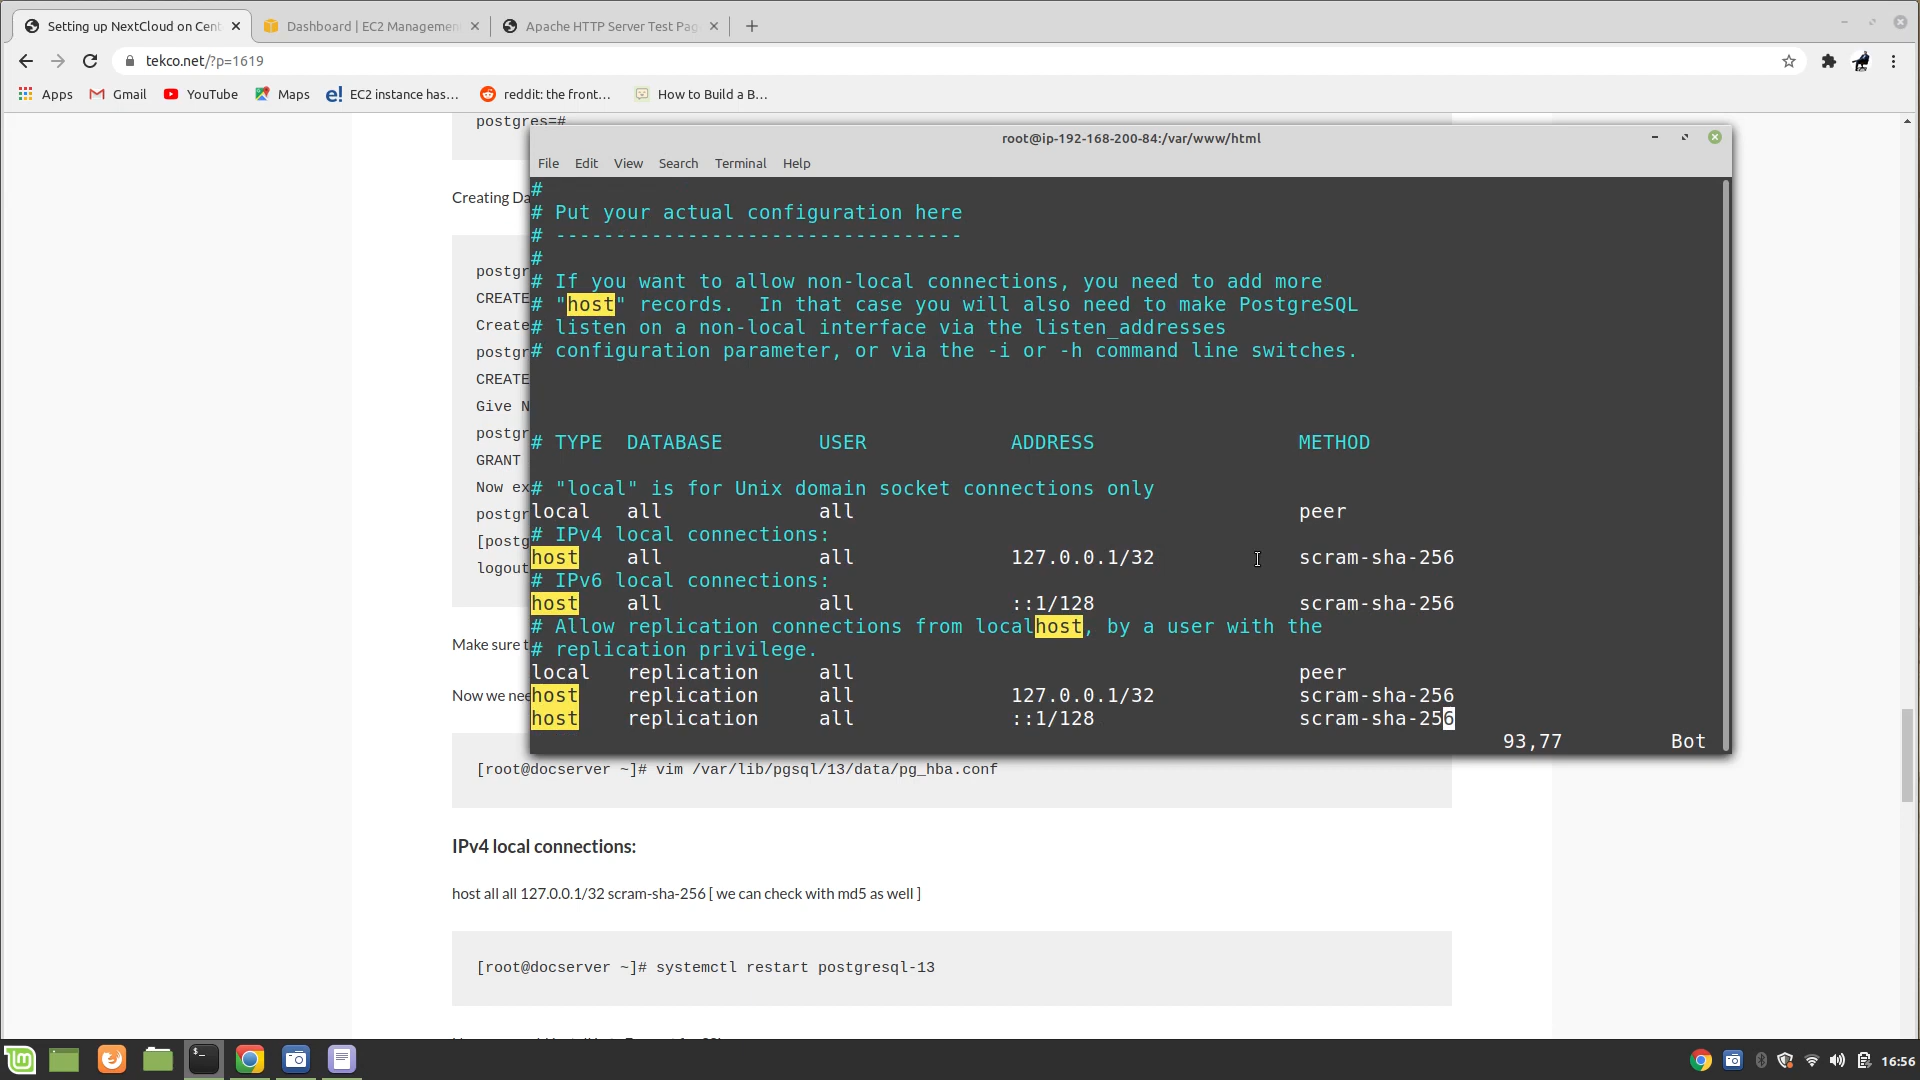 Setting up NextCloud on Cent
Dashboard | EC2 Managemen
Apache HTTP Server Test Pag
tekco.net/?p=1619
Apps
Gmail
YouTube
Maps
EC2 instance has...
reddit: the front...
How to Build a B...
postgres=#
root@ip-192-168-200-84:/var/www/html
File Edit View Search Terminal Help
Creating Da
postgr
CREATE
Create
postgr
CREATE
Give N
postgr
GRANT
Now ex
postgr
[postg
logout
Make sure t
Now we nee
#
# Put your actual configuration here
# ----------------------------------
#
# If you want to allow non-local connections, you need to add more
# "host" records.  In that case you will also need to make PostgreSQL
# listen on a non-local interface via the listen_addresses
# configuration parameter, or via the -i or -h command line switches.
# TYPE  DATABASE        USER            ADDRESS                 METHOD
# "local" is for Unix domain socket connections only
local   all             all                                     peer
# IPv4 local connections:
host    all             all             127.0.0.1/32            scram-sha-256
# IPv6 local connections:
host    all             all             ::1/128                 scram-sha-256
# Allow replication connections from localhost, by a user with the
# replication privilege.
local   replication     all                                     peer
host    replication     all             127.0.0.1/32            scram-sha-256
host    replication     all             ::1/128                 scram-sha-256
93,77 Bot
[root@docserver ~]# vim /var/lib/pgsql/13/data/pg_hba.conf
IPv4 local connections:
host all all 127.0.0.1/32 scram-sha-256 [ we can check with md5 as well ]
[root@docserver ~]# systemctl restart postgresql-13
16:56